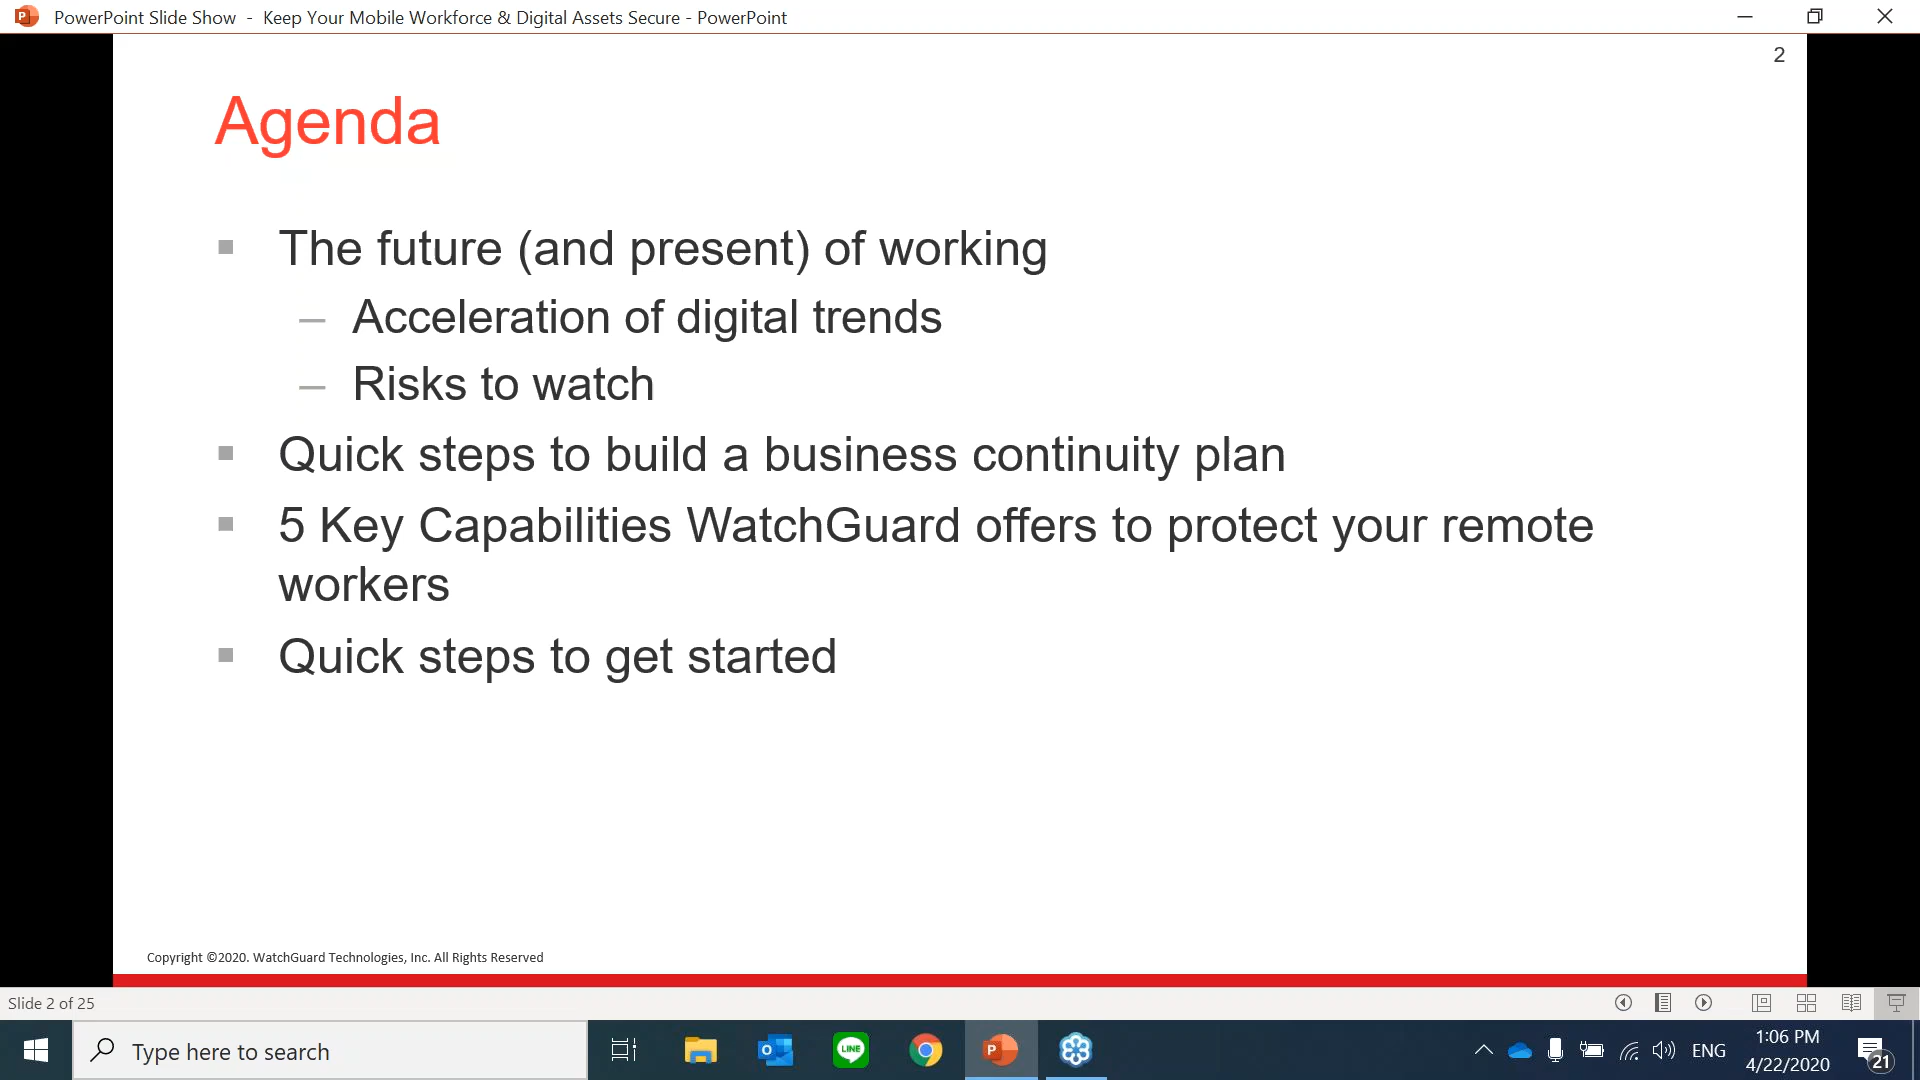 PowerPoint Slide Show - Keep Your Mobile Workforce & Digital Assets Secure - PowerPoint
2
Agenda
The future (and present) of working
– Acceleration of digital trends
– Risks to watch
Quick steps to build a business continuity plan
5 Key Capabilities WatchGuard offers to protect your remote
workers
Quick steps to get started
Copyright ©2020. WatchGuard Technologies, Inc. All Rights Reserved
Slide 2 of 25
Type here to search
LINE
ENG
1:06 PM
4/22/2020
21